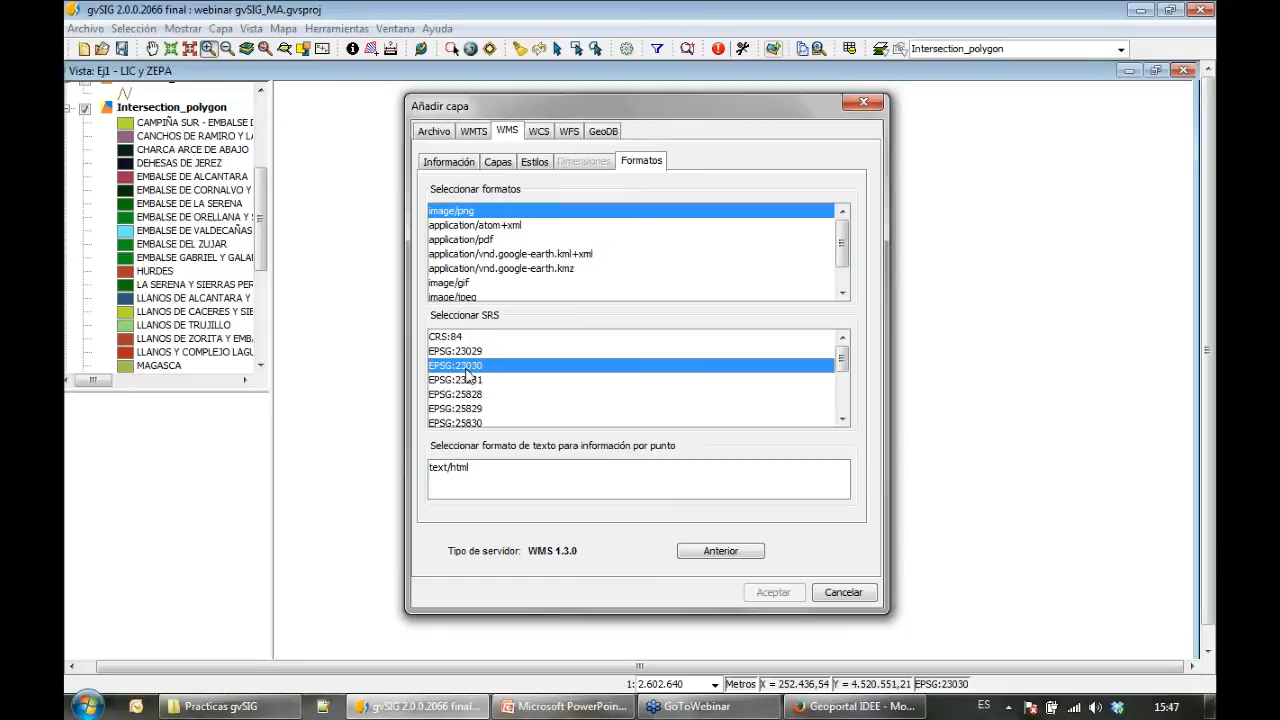 gvSIG 2.0.0.2066 final : webinar gvSIG_MA.gvsproj
Archivo Selección Mostrar Capa Vista Mapa Herramientas Ventana Ayuda
Intersection_polygon
Vista: Ej1 - LIC y ZEPA
Intersection_polygon
CAMPIÑA SUR - EMBALSE D
CANCHOS DE RAMIRO Y L
CHARCA ARCE DE ABAJO
DEHESAS DE JEREZ
EMBALSE DE ALCANTARA
EMBALSE DE CORNALVO Y
EMBALSE DE LA SERENA
EMBALSE DE ORELLANA Y
EMBALSE DE VALDECAÑAS
EMBALSE DEL ZUJAR
EMBALSE GABRIEL Y GALA
HURDES
LA SERENA Y SIERRAS PER
LLANOS DE ALCANTARA Y
LLANOS DE CACERES Y SIE
LLANOS DE TRUJILLO
LLANOS DE ZORITA Y EMB
LLANOS Y COMPLEJO LAGU
MAGASCA
Añadir capa
Archivo WMTS WMS WCS WFS GeoDB
Información Capas Estilos Dimensiones Formatos
Seleccionar formatos
image/png
application/atom+xml
application/pdf
application/vnd.google-earth.kml+xml
application/vnd.google-earth.kmz
image/gif
image/jpeg
Seleccionar SRS
CRS:84
EPSG:23029
EPSG:23030
EPSG:23031
EPSG:25828
EPSG:25829
EPSG:25830
Seleccionar formato de texto para información por punto
text/html
Tipo de servidor: WMS 1.3.0
Anterior
Aceptar Cancelar
1: 2.602.640 Metros X = 252.436,54 Y = 4.520.551,21 EPSG:23030
Practicas gvSIG
gvSIG 2.0.0.2066 final...
Microsoft PowerPoin...
GoToWebinar
Geoportal IDEE - Mo...
ES
15:47